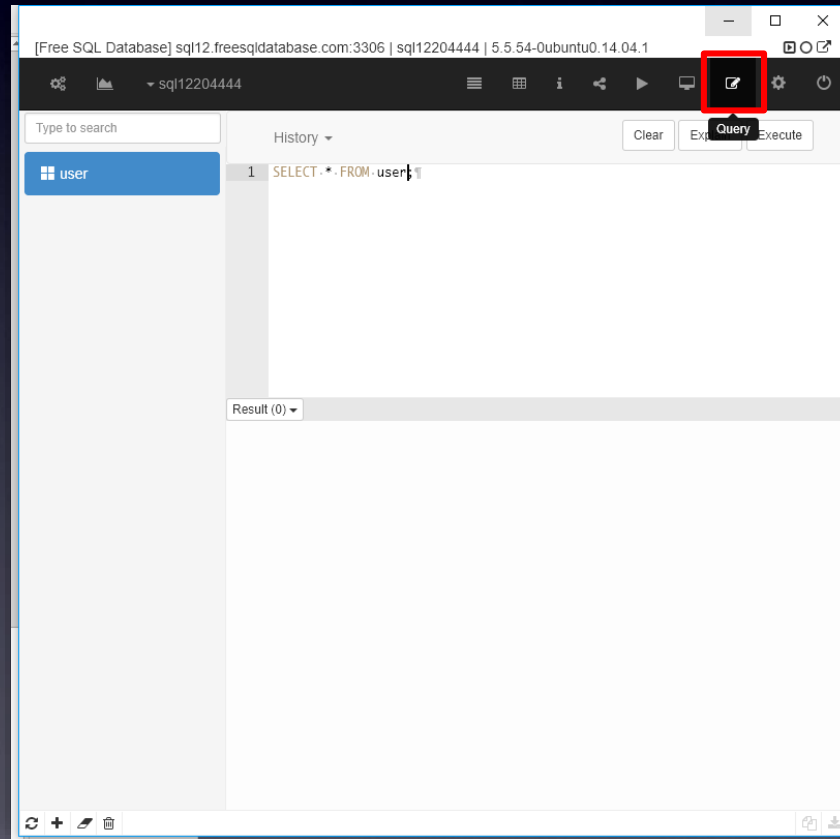 [Free SQL Database] sql12.freesqldatabase.com:3306 | sql12204444 | 5.5.54-0ubuntu0.14.04.1
sql12204444
Type to search
History
Clear
Execute
Query
user
1 SELECT * FROM user;
Result (0)